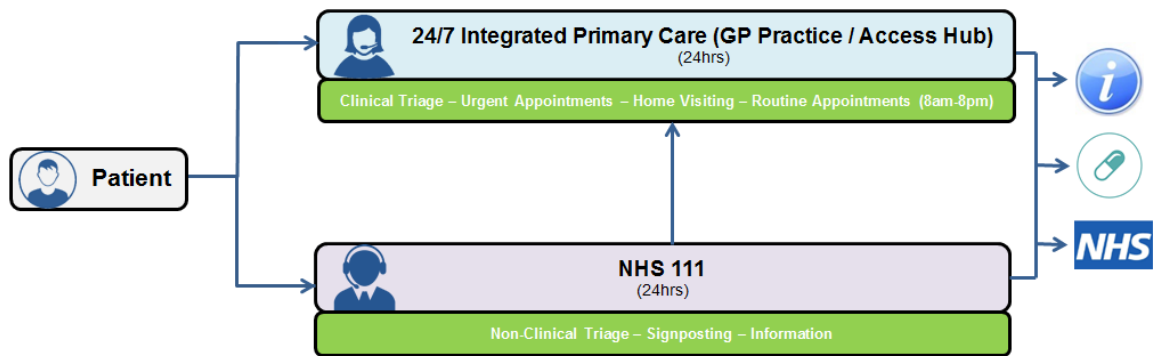 24/7 Integrated Primary Care (GP Practice / Access Hub)
(24hrs)
Clinical Triage – Urgent Appointments – Home Visiting – Routine Appointments (8am-8pm)
i
Patient
NHS
NHS 111
(24hrs)
Non-Clinical Triage – Signposting – Information